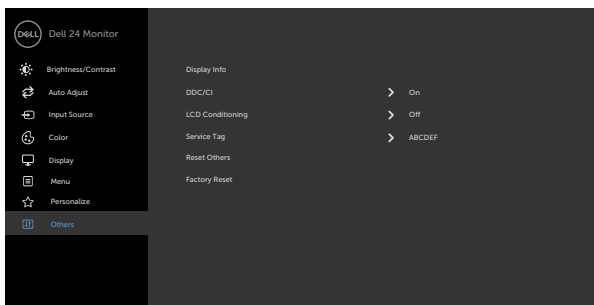 DELL Dell 24 Monitor
Brightness/Contrast
Auto Adjust
Input Source
Color
Display
Menu
Personalize
Others
Display Info
DDC/CI On
LCD Conditioning Off
Service Tag ABCDEF
Reset Others
Factory Reset